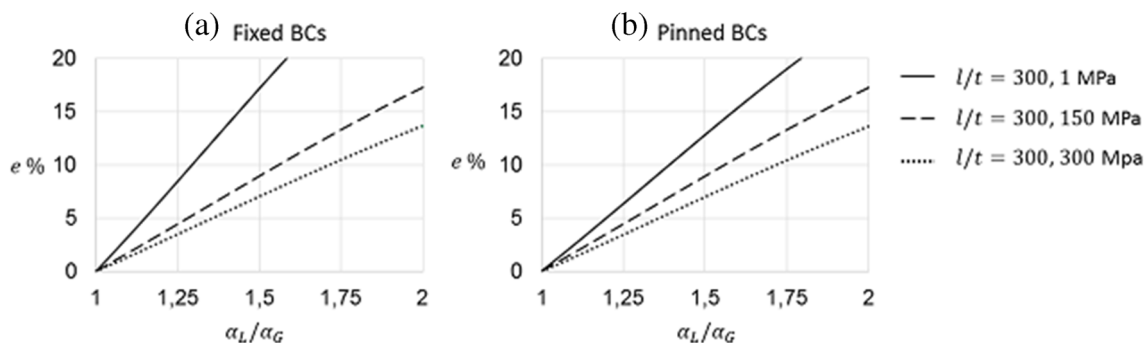 (a) Fixed BCs
20
15
10
5
0
e %
1 1,25 1,5 1,75 2
α_L/α_G
(b) Pinned BCs
20
15
10
5
0
e %
1 1,25 1,5 1,75 2
α_L/α_G
l/t = 300, 1 MPa
l/t = 300, 150 MPa
l/t = 300, 300 Mpa